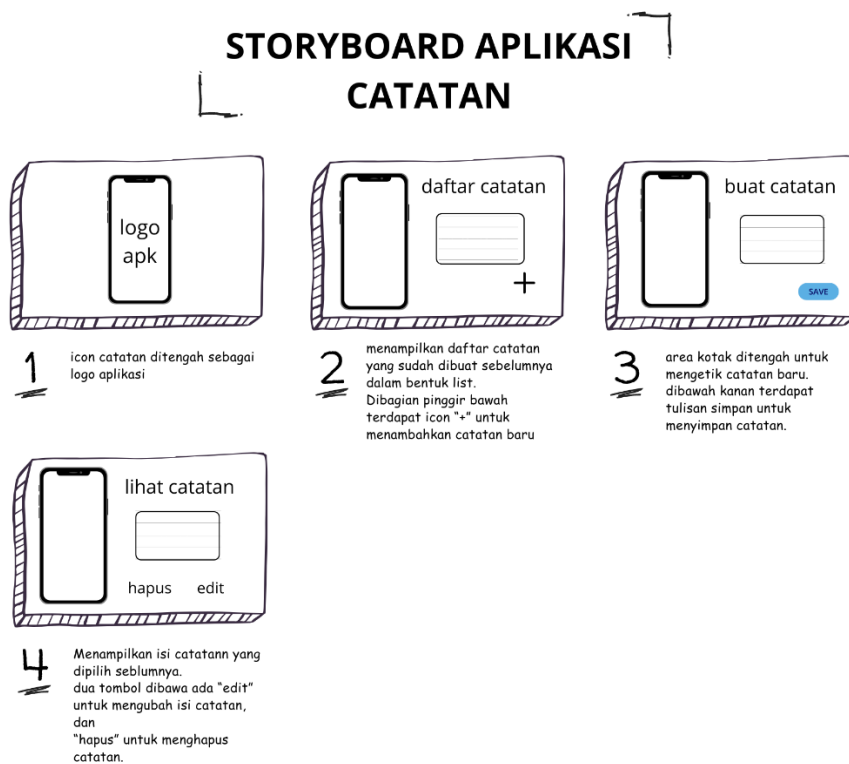 STORYBOARD APLIKASI
CATATAN
logo
apk
1
icon catatan ditengah sebagai
logo aplikasi
daftar catatan
+
2
menampilkan daftar catatan
yang sudah dibuat sebelumnya
dalam bentuk list.
Dibagian pinggir bawah
terdapat icon "+" untuk
menambahkan catatan baru
buat catatan
SAVE
3
area kotak ditengah untuk
mengetik catatan baru.
dibawah kanan terdapat
tulisan simpan untuk
menyimpan catatan.
lihat catatan
hapus edit
4
Menampilkan isi catatann yang
dipilih seblumnya.
dua tombol dibawa ada "edit"
untuk mengubah isi catatan,
dan
"hapus" untuk menghapus
catatan.